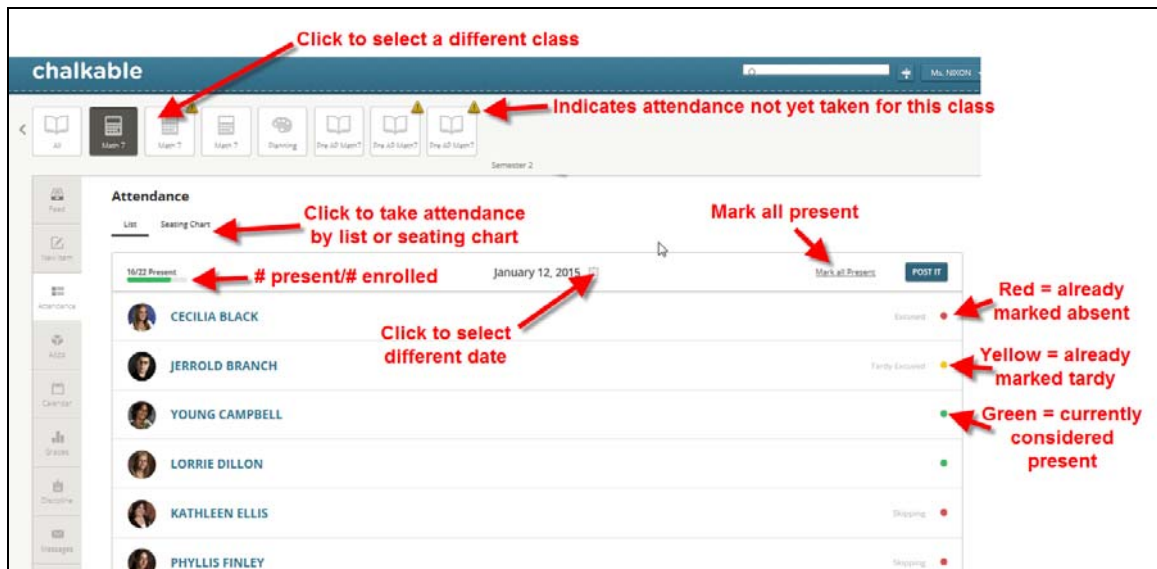 Click to select a different class
chalkable
Ms. NIXON
Indicates attendance not yet taken for this class
All
Math 7
Math 7
Math 7
Planning
Pre AP Math7
Pre AP Math7
Pre AP Math7
Semester 2
Feed
Attendance
List
Seating Chart
Click to take attendance
by list or seating chart
Mark all present
New Item
16/22 Present
# present/# enrolled
January 12, 2015
Mark all Present
POST IT
Attendance
CECILIA BLACK
Excused
Red = already
marked absent
Click to select
different date
Apps
JERROLD BRANCH
Tardy Excused
Yellow = already
marked tardy
Calendar
YOUNG CAMPBELL
Green = currently
considered
present
Grades
LORRIE DILLON
Discipline
KATHLEEN ELLIS
Skipping
Messages
PHYLLIS FINLEY
Skipping